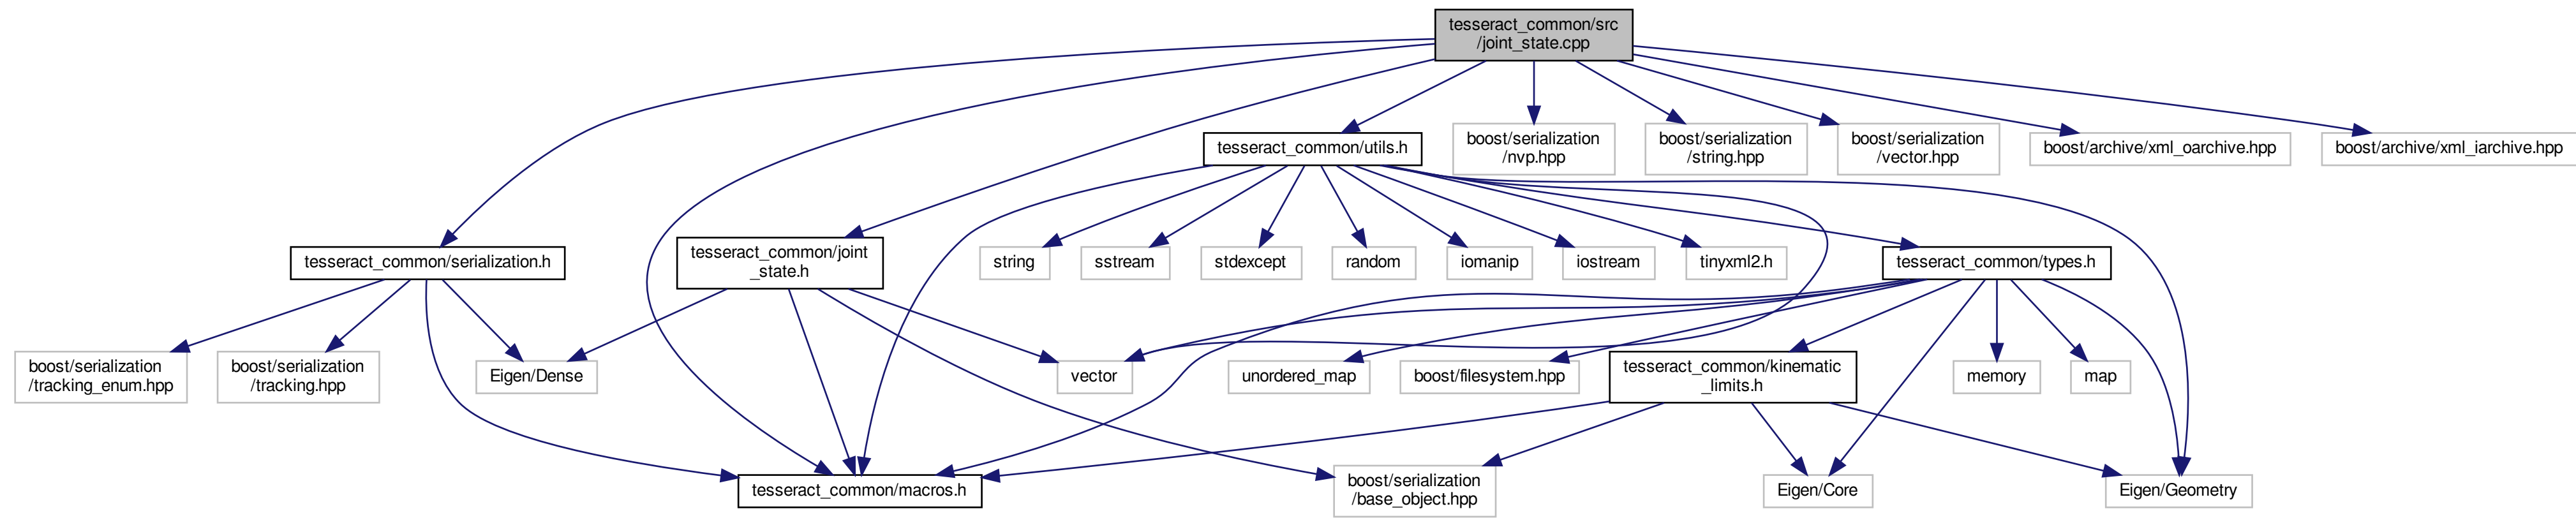 tesseract_common/src
/joint_state.cpp
tesseract_common/utils.h
boost/serialization
/nvp.hpp
boost/serialization
/string.hpp
boost/serialization
/vector.hpp
boost/archive/xml_oarchive.hpp
boost/archive/xml_iarchive.hpp
tesseract_common/serialization.h
tesseract_common/joint
_state.h
string
sstream
stdexcept
random
iomanip
iostream
tinyxml2.h
tesseract_common/types.h
boost/serialization
/tracking_enum.hpp
boost/serialization
/tracking.hpp
Eigen/Dense
vector
unordered_map
boost/filesystem.hpp
tesseract_common/kinematic
_limits.h
memory
map
tesseract_common/macros.h
boost/serialization
/base_object.hpp
Eigen/Core
Eigen/Geometry